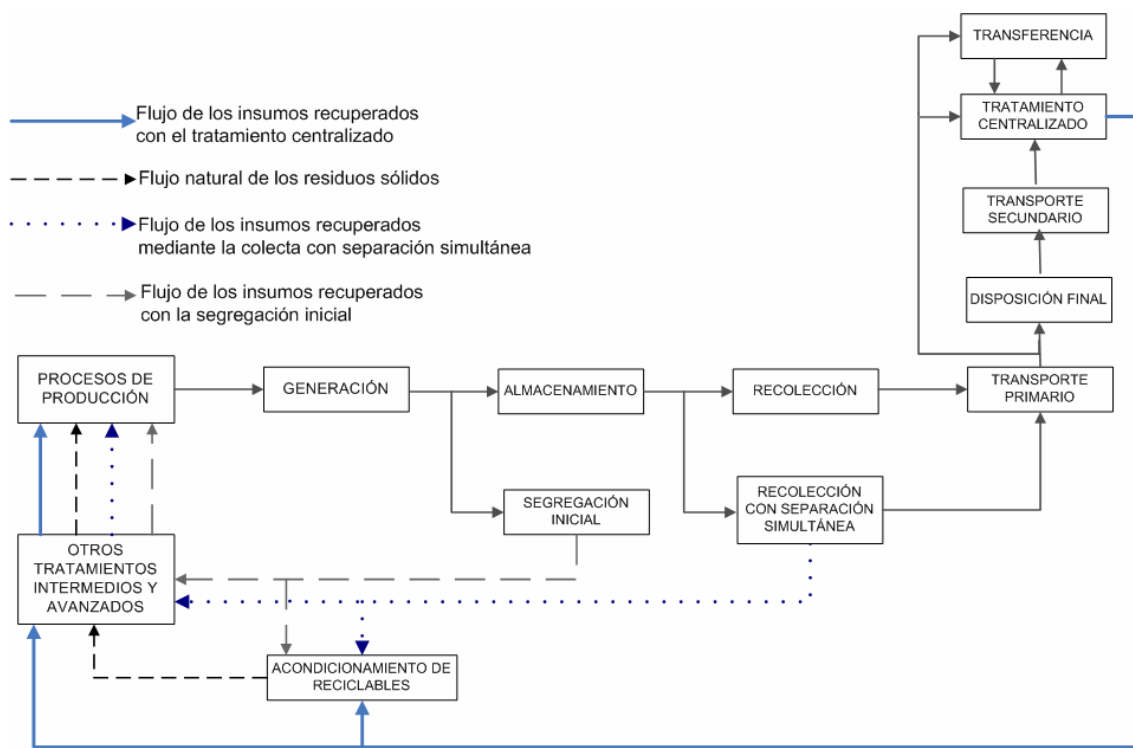 TRANSFERENCIA
TRATAMIENTO
CENTRALIZADO
Flujo de los insumos recuperados
con el tratamiento centralizado
Flujo natural de los residuos sólidos
Flujo de los insumos recuperados
mediante la colecta con separación simultánea
Flujo de los insumos recuperados
con la segregación inicial
TRANSPORTE
SECUNDARIO
DISPOSICIÓN FINAL
PROCESOS DE
PRODUCCIÓN
GENERACIÓN
ALMACENAMIENTO
RECOLECCIÓN
TRANSPORTE
PRIMARIO
SEGREGACIÓN
INICIAL
RECOLECCIÓN
CON SEPARACIÓN
SIMULTÁNEA
OTROS
TRATAMIENTOS
INTERMEDIOS Y
AVANZADOS
ACONDICIONAMIENTO DE
RECICLABLES